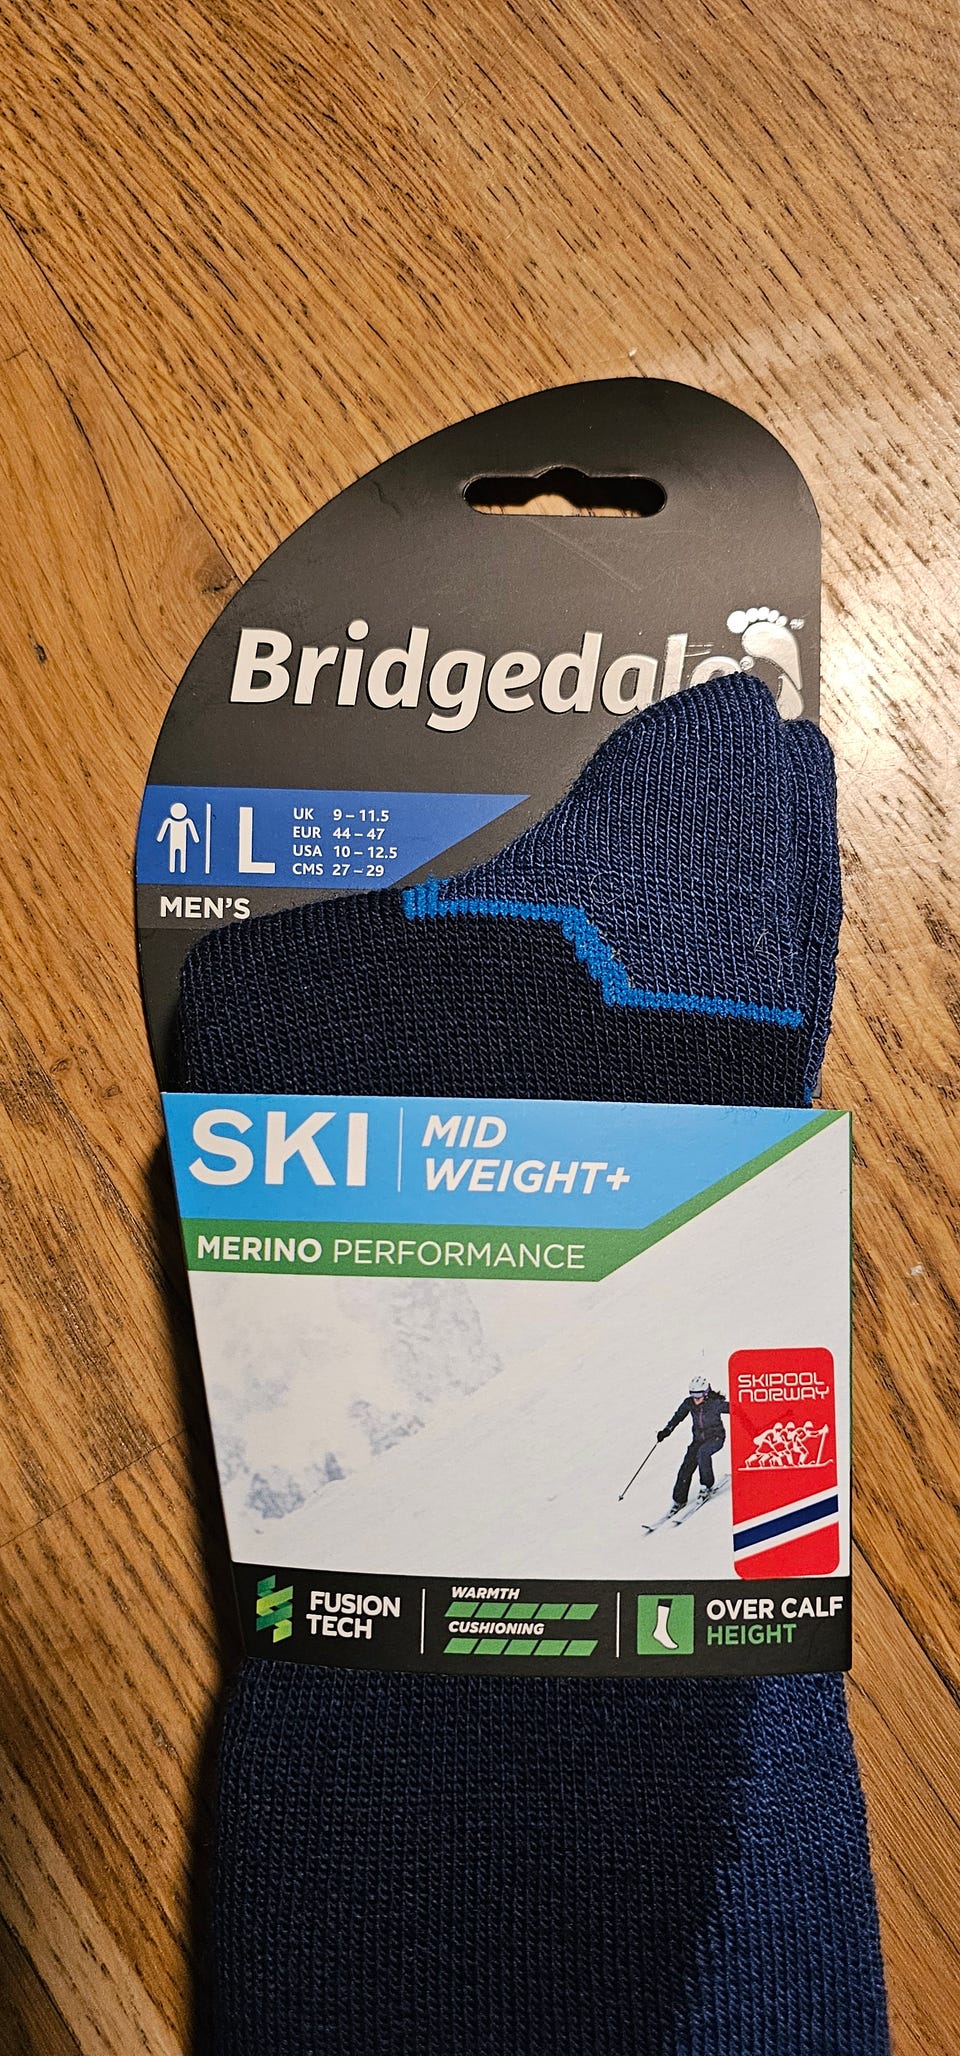 Bridgedale
L
UK 9 – 11.5
EUR 44 – 47
USA 10 – 12.5
CMS 27 – 29
MEN'S
SKI
MID
WEIGHT+
MERINO PERFORMANCE
SKIPOOL
NORWAY
FUSION
TECH
WARMTH
CUSHIONING
OVER CALF
HEIGHT